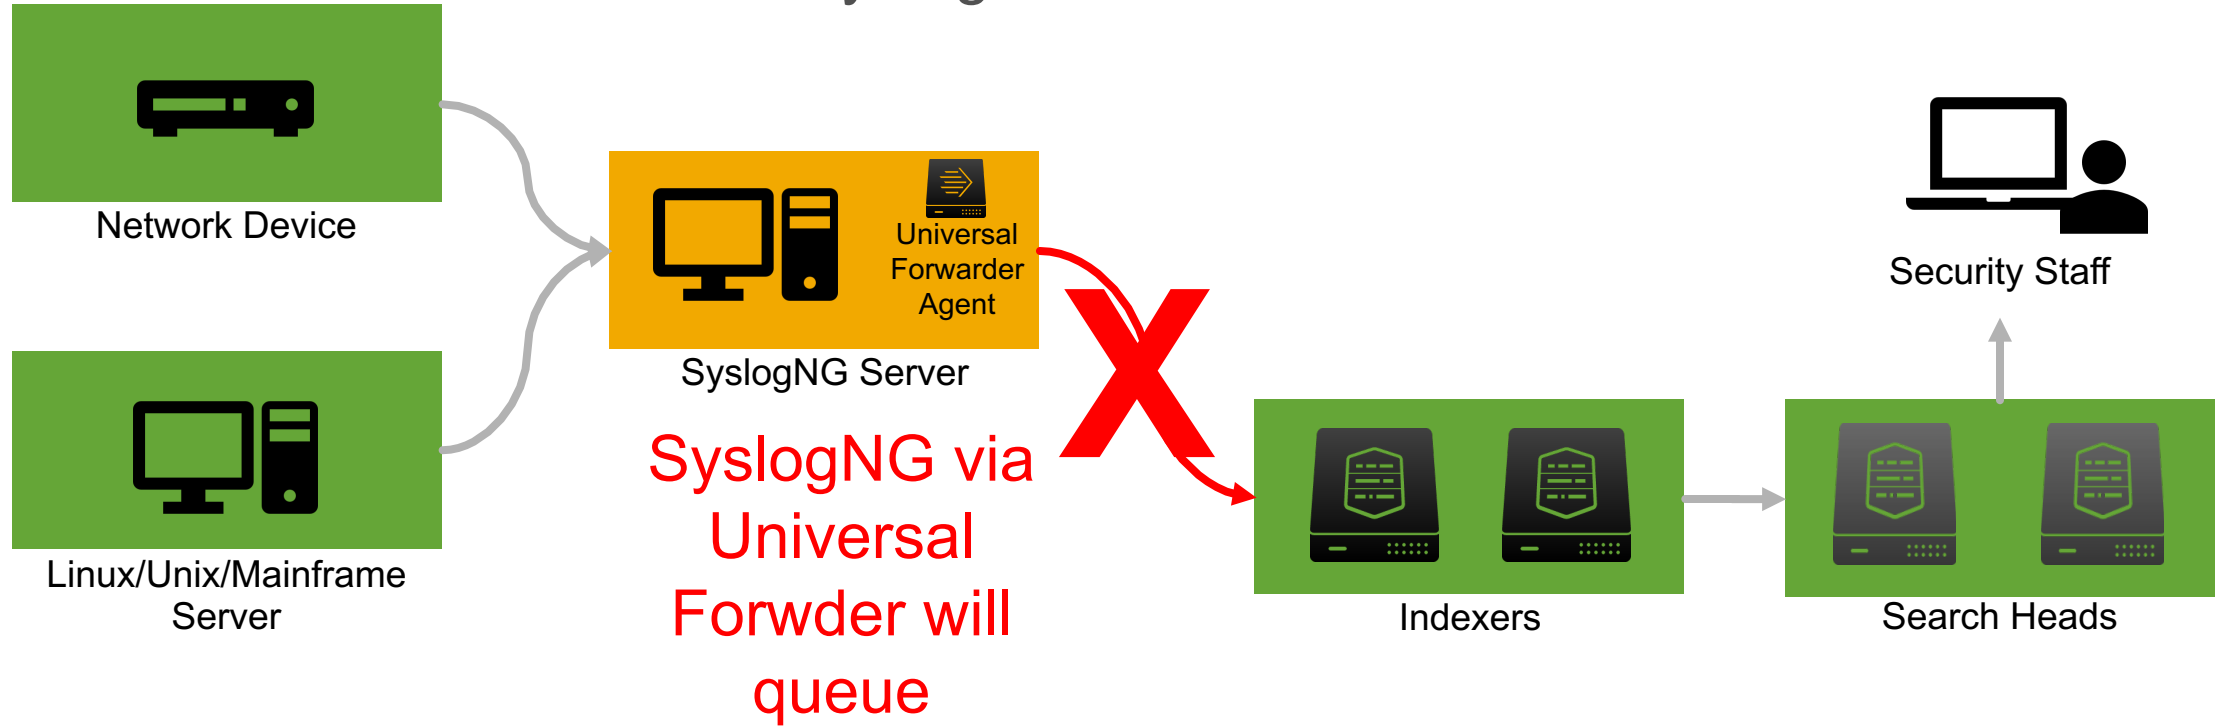 Network Device
Universal
Forwarder
Agent
Security Staff
SyslogNG Server
X
SyslogNG via
Universal
Forwder will
queue
Linux/Unix/Mainframe
Server
Indexers
Search Heads